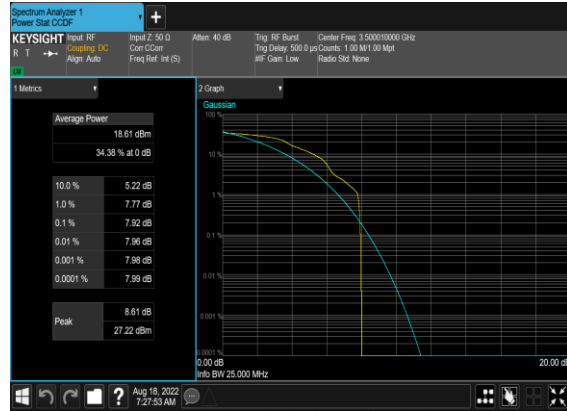 Spectrum Analyzer 1
Power Stat CCDF
KEYSIGHT
R T
LXI
Input: RF
Coupling: DC
Align: Auto
Input Z: 50 Ω
Corr CCorr
Freq Ref: Int (S)
Atten: 40 dB
Trig: RF Burst
Trig Delay: 500.0 µs
#IF Gain: Low
Center Freq: 3.500010000 GHz
Counts: 1.00 M/1.00 Mpt
Radio Std: None
1 Metrics
Average Power
18.61 dBm
34.38 % at 0 dB
10.0 % 5.22 dB
1.0 % 7.77 dB
0.1 % 7.92 dB
0.01 % 7.96 dB
0.001 % 7.98 dB
0.0001 % 7.99 dB
Peak
8.61 dB
27.22 dBm
2 Graph
Gaussian
100 %
10 %
1 %
0.1 %
0.01 %
0.001 %
0.0001 %
0.00 dB
20.00 dB
Info BW 25.000 MHz
?
Aug 18, 2022
7:27:53 AM